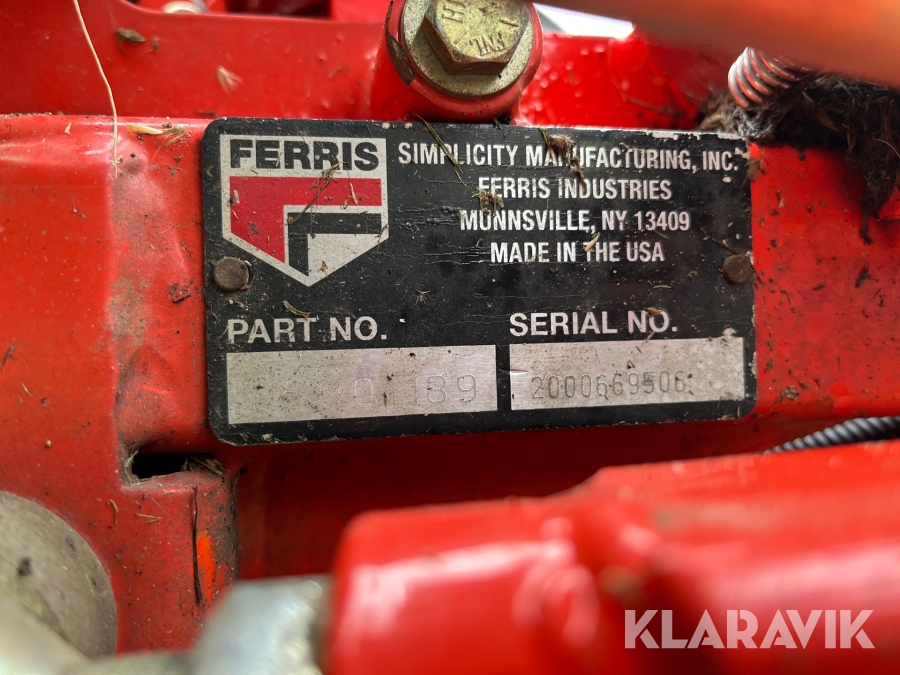 FERRIS
SIMPLICITY MANUFACTURING, INC.
FERRIS INDUSTRIES
MUNNSVILLE, NY 13409
MADE IN THE USA
PART NO.
SERIAL NO.
2000669506
KLARAVIK